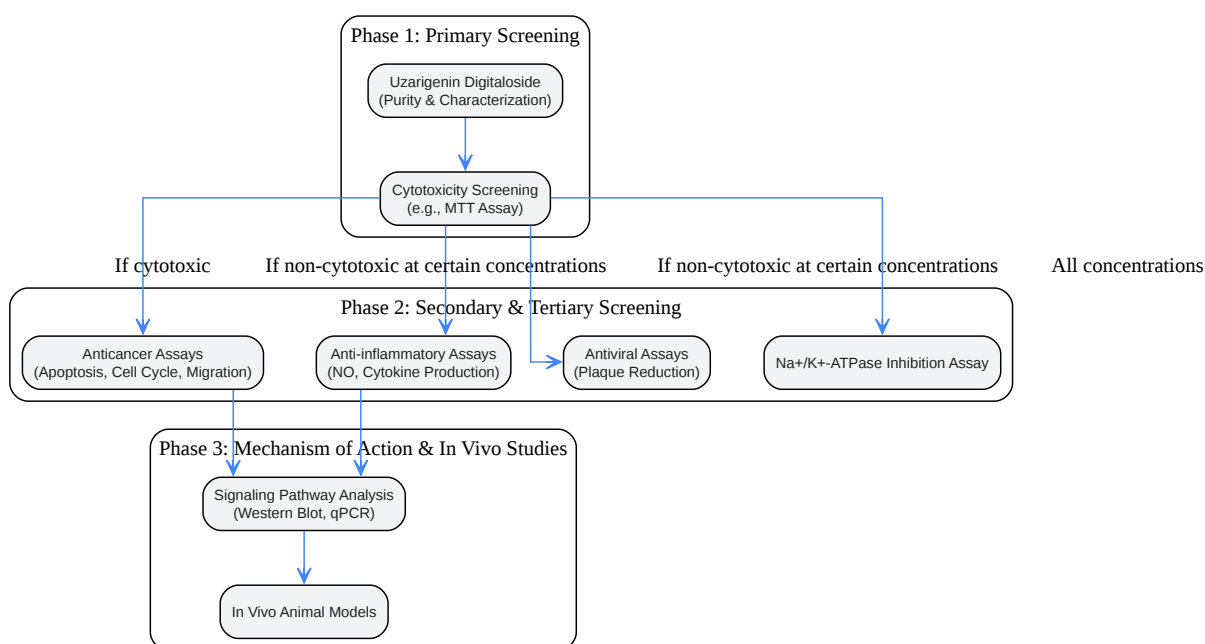 Phase 1: Primary Screening
Uzarigenin Digitaloside
(Purity & Characterization)
Cytotoxicity Screening
(e.g., MTT Assay)
If cytotoxic
If non-cytotoxic at certain concentrations
If non-cytotoxic at certain concentrations
All concentrations
Phase 2: Secondary & Tertiary Screening
Anticancer Assays
(Apoptosis, Cell Cycle, Migration)
Anti-inflammatory Assays
(NO, Cytokine Production)
Antiviral Assays
(Plaque Reduction)
Na+/K+-ATPase Inhibition Assay
Phase 3: Mechanism of Action & In Vivo Studies
Signaling Pathway Analysis
(Western Blot, qPCR)
In Vivo Animal Models